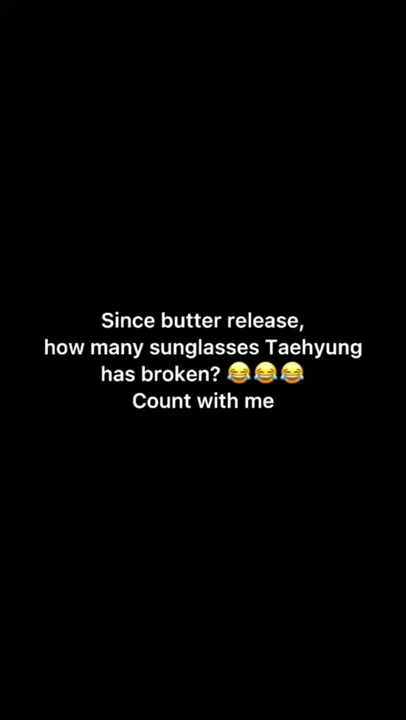 Since butter release,
how many sunglasses Taehyung
has broken? 😂😂😂
Count with me